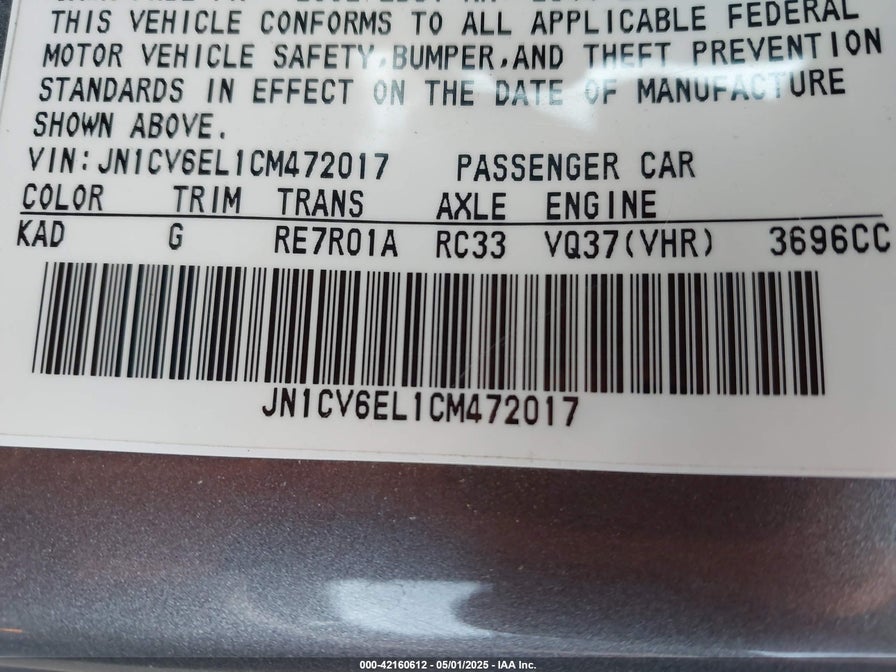 THIS VEHICLE CONFORMS TO ALL APPLICABLE FEDERAL
MOTOR VEHICLE SAFETY, BUMPER, AND THEFT PREVENTION
STANDARDS IN EFFECT ON THE DATE OF MANUFACTURE
SHOWN ABOVE.
VIN: JN1CV6EL1CM472017 PASSENGER CAR
COLOR TRIM TRANS AXLE ENGINE
KAD G RE7R01A RC33 VQ37(VHR) 3696CC
JN1CV6EL1CM472017
000-42160612 - 05/01/2025 - IAA Inc.